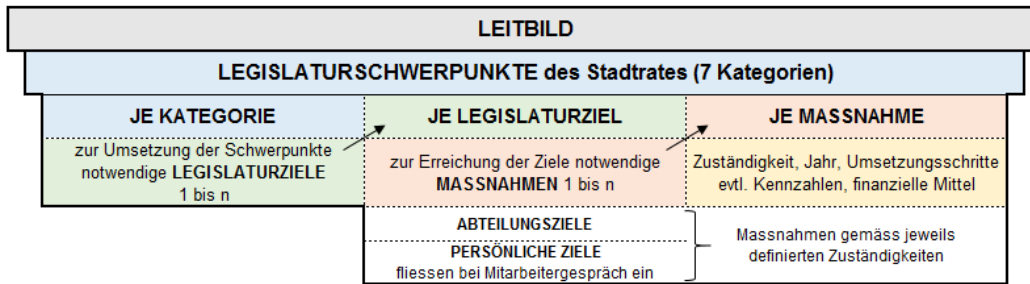 LEITBILD
LEGISLATURSCHWERPUNKTE des Stadtrates (7 Kategorien)
JE KATEGORIE
zur Umsetzung der Schwerpunkte
notwendige LEGISLATURZIELE
1 bis n
JE LEGISLATURZIEL
zur Erreichung der Ziele notwendige
MASSNAHMEN 1 bis n
JE MASSNAHME
Zuständigkeit, Jahr, Umsetzungsschritte
evtl. Kennzahlen, finanzielle Mittel
ABTEILUNGSZIELE
PERSÖNLICHE ZIELE
fliessen bei Mitarbeitergespräch ein
Massnahmen gemäss jeweils
definierten Zuständigkeiten